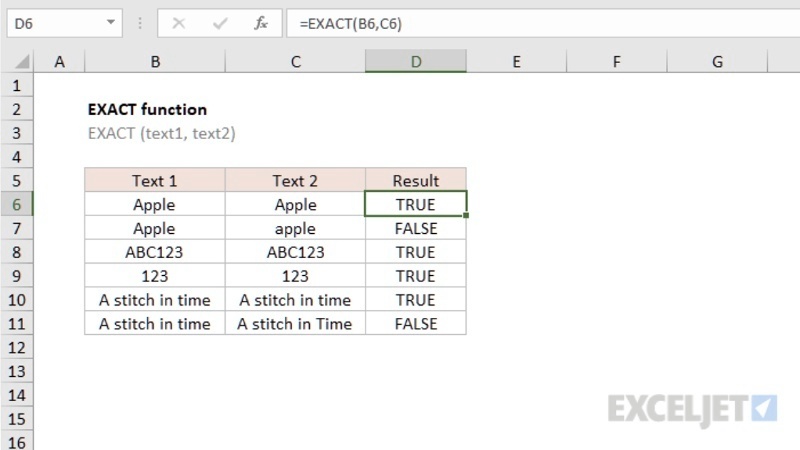 D6 fx =EXACT(B6,C6)
A B C D E F G
1
2 EXACT function
3 EXACT (text1, text2)
4
5 Text 1 Text 2 Result
6 Apple Apple TRUE
7 Apple apple FALSE
8 ABC123 ABC123 TRUE
9 123 123 TRUE
10 A stitch in time A stitch in time TRUE
11 A stitch in time A stitch in Time FALSE
12
13
14
15
16
EXCELJET